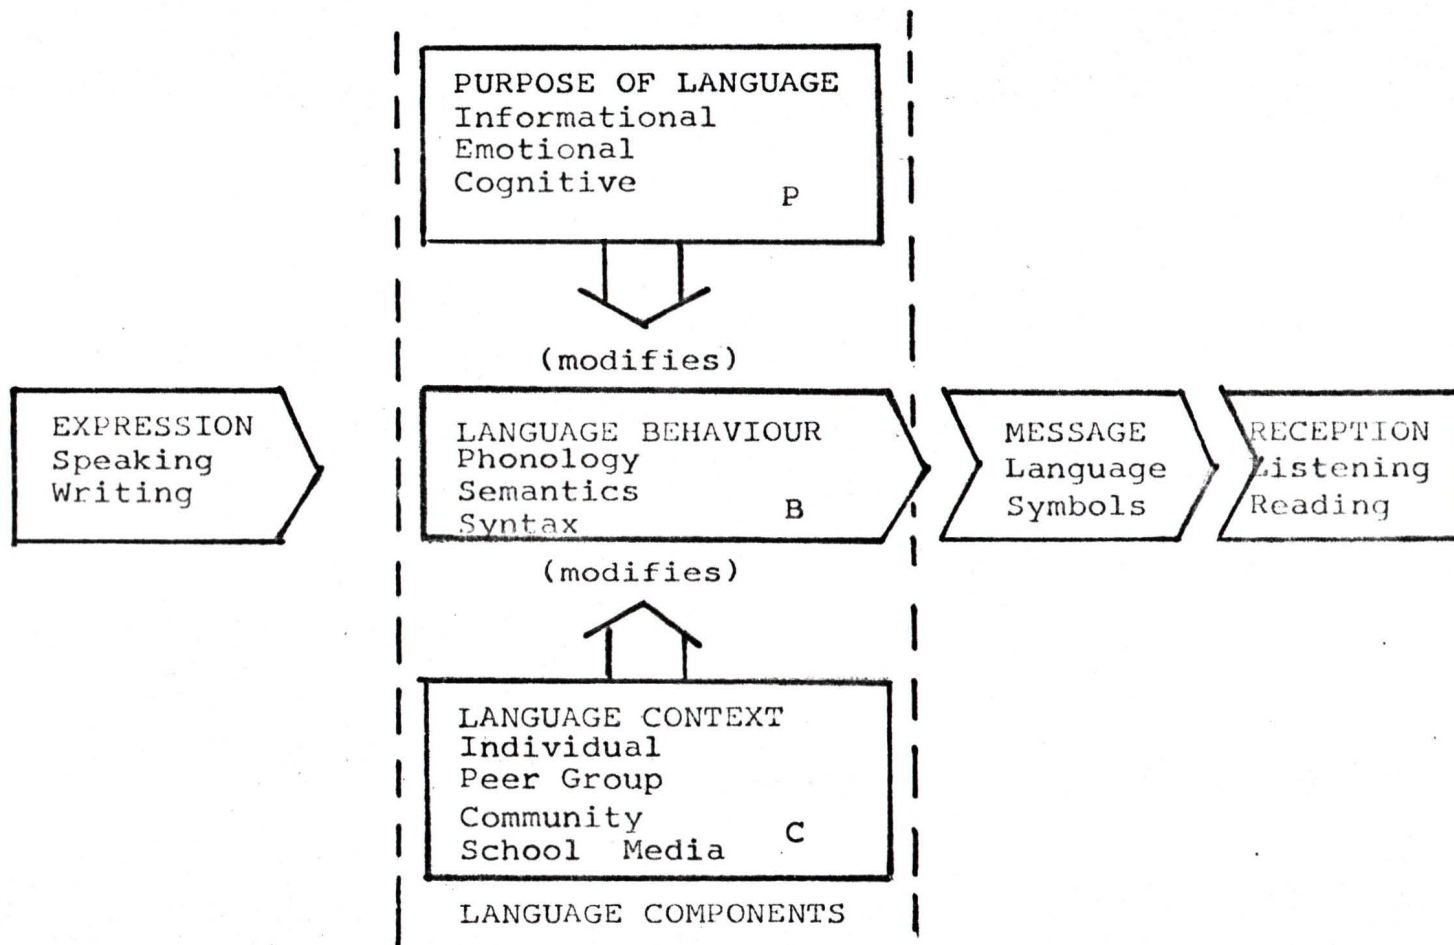 PURPOSE OF LANGUAGE
Informational
Emotional
Cognitive
P
(modifies)
EXPRESSION
Speaking
Writing
LANGUAGE BEHAVIOUR
Phonology
Semantics
Syntax
B
MESSAGE
Language
Symbols
RECEPTION
Listening
Reading
(modifies)
LANGUAGE CONTEXT
Individual
Peer Group
Community
School Media
C
LANGUAGE COMPONENTS